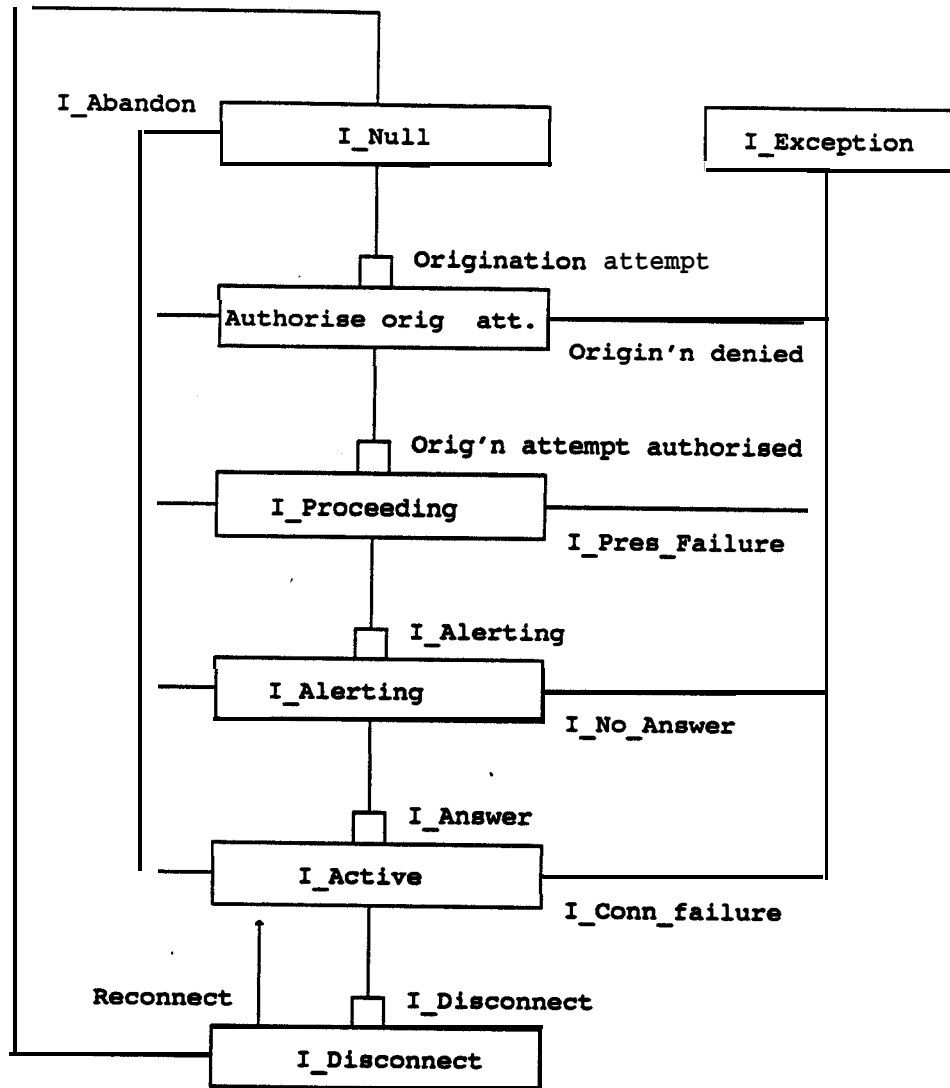 I_Abandon
I_Null
I_Exception
Origination attempt
Authorise orig att.
Origin'n denied
Orig'n attempt authorised
I_Proceeding
I_Pres_Failure
I_Alerting
I_Alerting
I_No_Answer
I_Answer
I_Active
I_Conn_failure
Reconnect
I_Disconnect
I_Disconnect